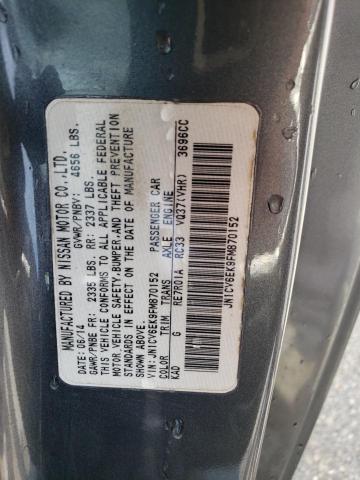 MANUFACTURED BY NISSAN MOTOR CO.,LTD.
GVWR/PNBV: 4656 LBS.
DATE: 06/14
GAWR/PNBE FR: 2335 LBS. RR: 2337 LBS.
THIS VEHICLE CONFORMS TO ALL APPLICABLE FEDERAL
MOTOR VEHICLE SAFETY,BUMPER,AND THEFT PREVENTION
STANDARDS IN EFFECT ON THE DATE OF MANUFACTURE
SHOWN ABOVE.
VIN: JN1CV6EK9FM870152 PASSENGER CAR
COLOR TRIM TRANS AXLE ENGINE
KAD G RE7R01A RC33 VQ37(VHR) 3696CC
JN1CV6EK9FM870152